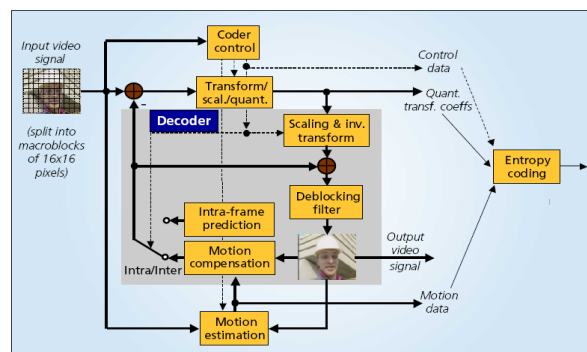 Input video
signal
(split into
macroblocks
of 16x16
pixels)
Coder
control
Transform/
scal./quant.
-
Decoder
Scaling & inv.
transform
Deblocking
filter
Intra-frame
prediction
Motion
compensation
Intra/Inter
Motion
estimation
Control
data
Quant.
transf. coeffs
Entropy
coding
Output
video
signal
Motion
data